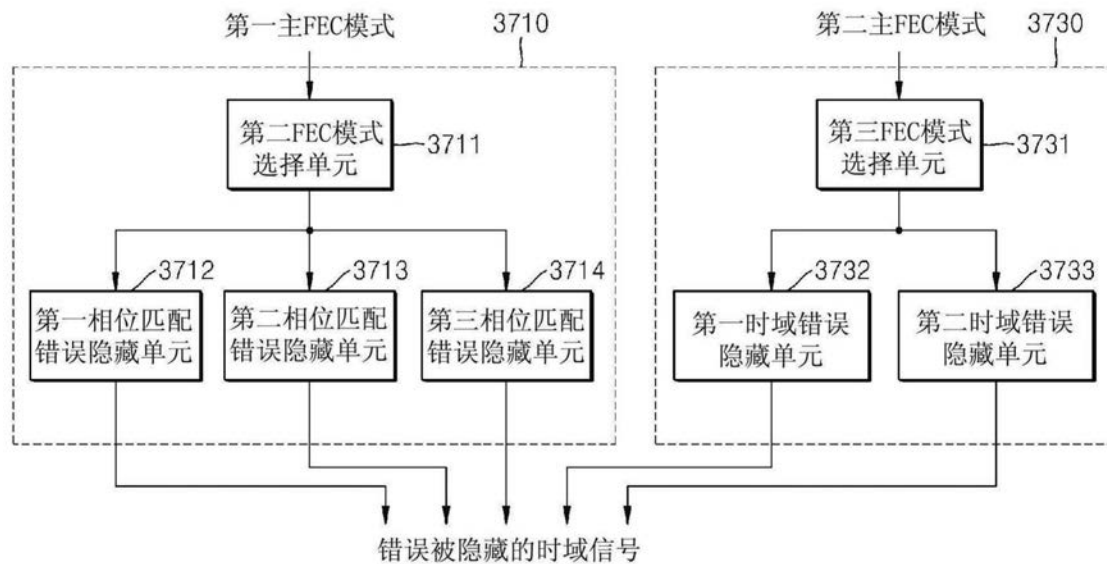 第一主FEC模式
3710
第二主FEC模式
3730
第二FEC模式
选择单元
3711
第三FEC模式
选择单元
3731
3712
3713
3714
3732
3733
第一相位匹配
错误隐藏单元
第二相位匹配
错误隐藏单元
第三相位匹配
错误隐藏单元
第一时域错误
隐藏单元
第二时域错误
隐藏单元
错误被隐藏的时域信号